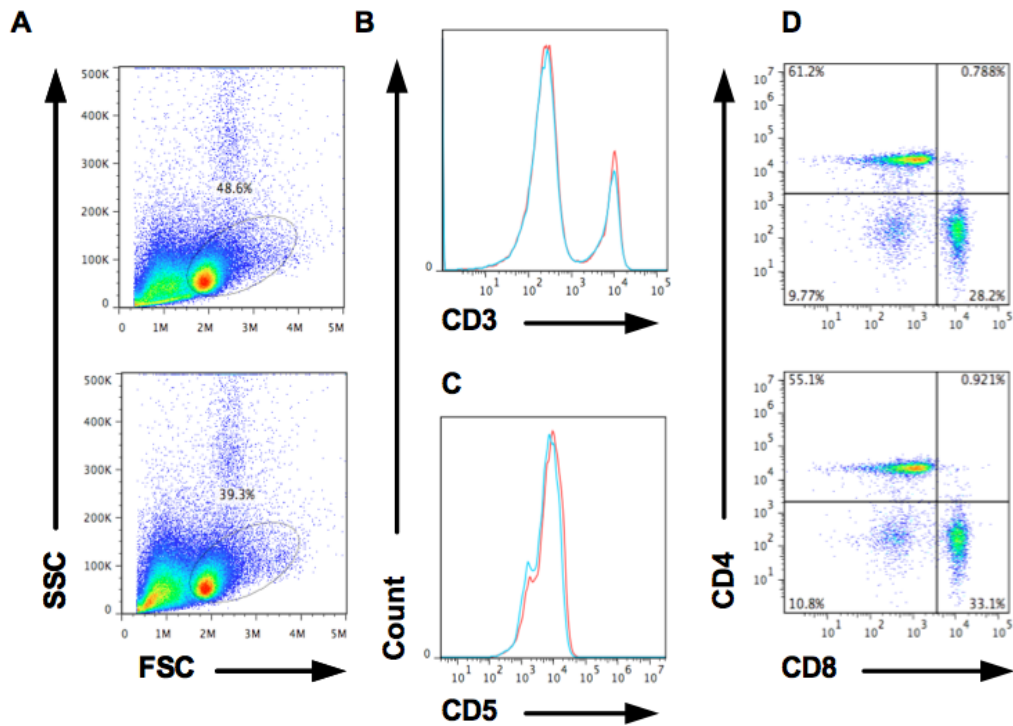 A
SSC
500K
400K
300K
200K
100K
0
48.6%
0 1M 2M 3M 4M 5M
500K
400K
300K
200K
100K
0
39.3%
0 1M 2M 3M 4M 5M
FSC
B
Count
0
10^1 10^2 10^3 10^4 10^5
CD3
C
0
10^1 10^2 10^3 10^4 10^5 10^6 10^7
CD5
D
CD4
10^7
10^6
10^5
10^4
10^3
10^2
10^1
61.2% 0.788%
9.77% 28.2%
10^1 10^2 10^3 10^4 10^5
10^7
10^6
10^5
10^4
10^3
10^2
10^1
55.1% 0.921%
10.8% 33.1%
10^1 10^2 10^3 10^4 10^5
CD8